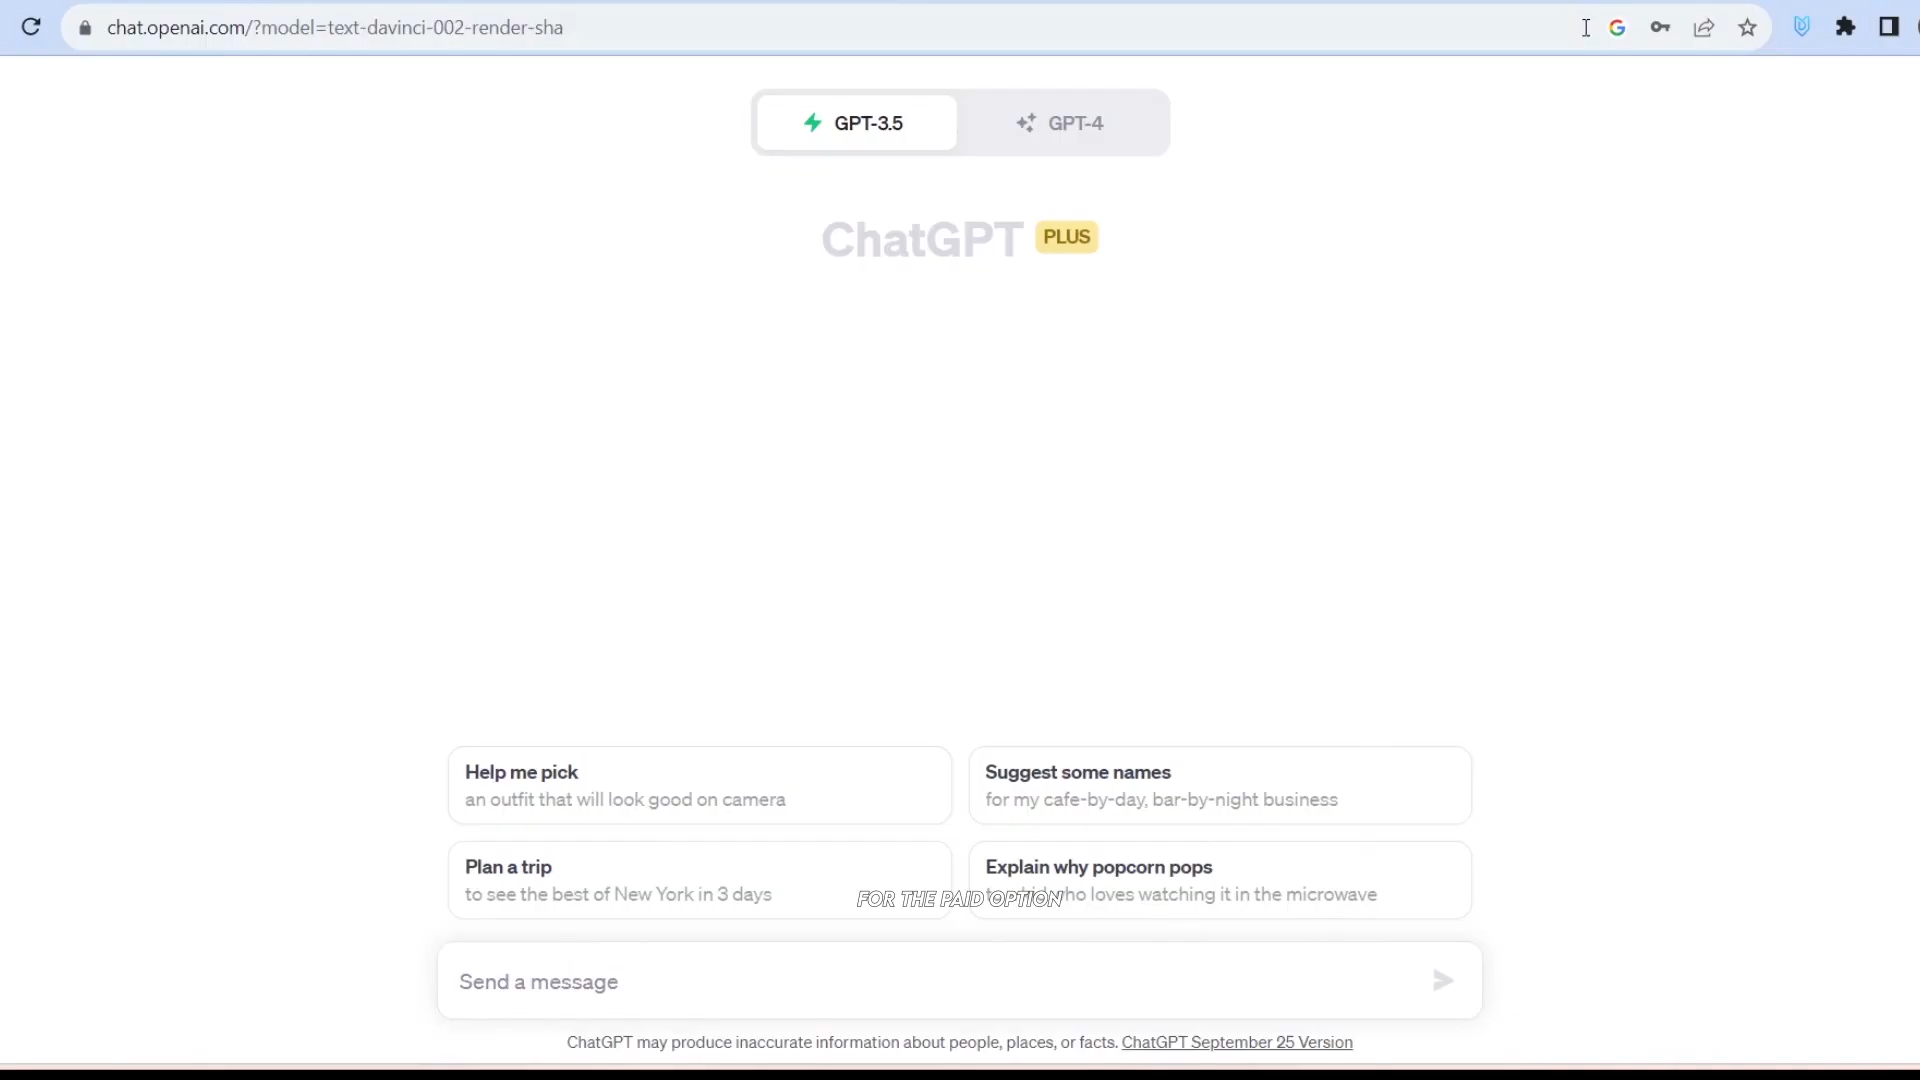 chat.openai.com/?model=text-davinci-002-render-sha
GPT-3.5
GPT-4
ChatGPT PLUS
Help me pick
an outfit that will look good on camera
Suggest some names
for my cafe-by-day, bar-by-night business
Plan a trip
to see the best of New York in 3 days
Explain why popcorn pops
who loves watching it in the microwave
FOR THE PAID OPTION
Send a message
ChatGPT may produce inaccurate information about people, places, or facts. ChatGPT September 25 Version